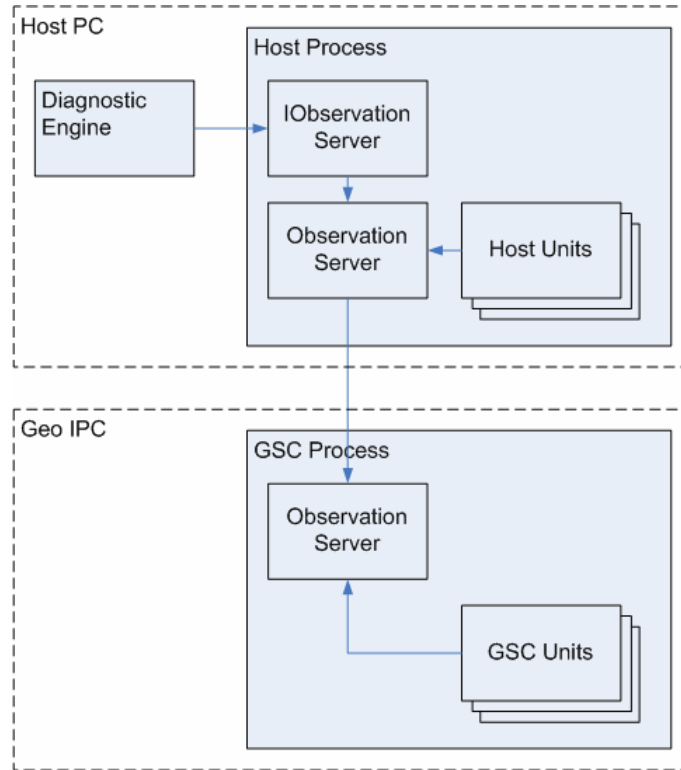 Host PC
Host Process
Diagnostic
Engine
IObservation
Server
Observation
Server
Host Units
Geo IPC
GSC Process
Observation
Server
GSC Units